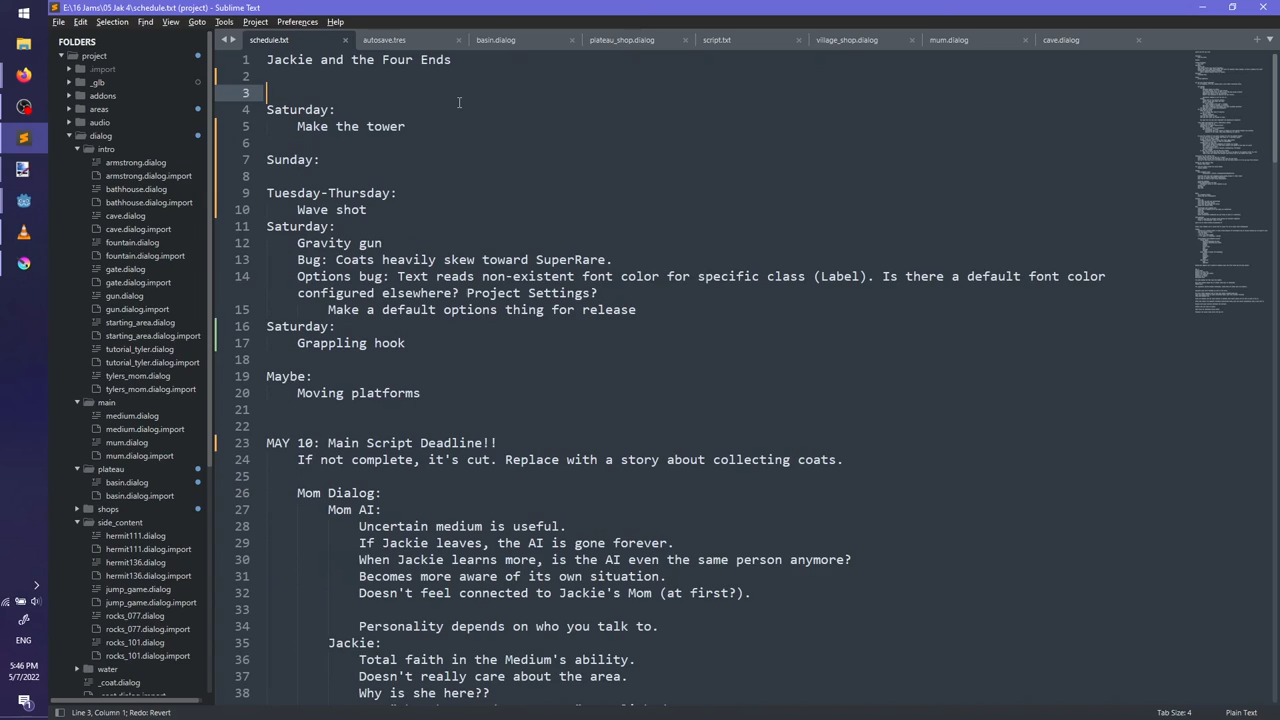 E:\16 Jams\05 Jak 4\schedule.txt (project) - Sublime Text
File Edit Selection Find View Goto Tools Project Preferences Help
FOLDERS
project
.import
_glb
addons
areas
audio
dialog
intro
armstrong.dialog
armstrong.dialog.import
bathhouse.dialog
bathhouse.dialog.import
cave.dialog
cave.dialog.import
fountain.dialog
fountain.dialog.import
gate.dialog
gate.dialog.import
gun.dialog
gun.dialog.import
starting_area.dialog
starting_area.dialog.import
tutorial_tyler.dialog
tutorial_tyler.dialog.import
tylers_mom.dialog
tylers_mom.dialog.import
main
medium.dialog
medium.dialog.import
mum.dialog
mum.dialog.import
plateau
basin.dialog
basin.dialog.import
shops
side_content
hermit111.dialog
hermit111.dialog.import
hermit136.dialog
hermit136.dialog.import
jump_game.dialog
jump_game.dialog.import
rocks_077.dialog
rocks_077.dialog.import
rocks_101.dialog
rocks_101.dialog.import
water
_coat.dialog
schedule.txt autosave.tres basin.dialog plateau_shop.dialog script.txt village_shop.dialog mum.dialog cave.dialog
1 Jackie and the Four Ends
2
3
4 Saturday:
5 Make the tower
6
7 Sunday:
8
9 Tuesday-Thursday:
10 Wave shot
11 Saturday:
12 Gravity gun
13 Bug: Coats heavily skew toward SuperRare.
14 Options bug: Text reads non-existent font color for specific class (Label). Is there a default font color
configured elsewhere? Project Settings?
15 Make a default options thing for release
16 Saturday:
17 Grappling hook
18
19 Maybe:
20 Moving platforms
21
22
23 MAY 10: Main Script Deadline!!
24 If not complete, it's cut. Replace with a story about collecting coats.
25
26 Mom Dialog:
27 Mom AI:
28 Uncertain medium is useful.
29 If Jackie leaves, the AI is gone forever.
30 When Jackie learns more, is the AI even the same person anymore?
31 Becomes more aware of its own situation.
32 Doesn't feel connected to Jackie's Mom (at first?).
33
34 Personality depends on who you talk to.
35 Jackie:
36 Total faith in the Medium's ability.
37 Doesn't really care about the area.
38 Why is she here??
ENG
5:46 PM
5/7/2022
Line 3, Column 1; Redo: Revert
Tab Size: 4
Plain Text